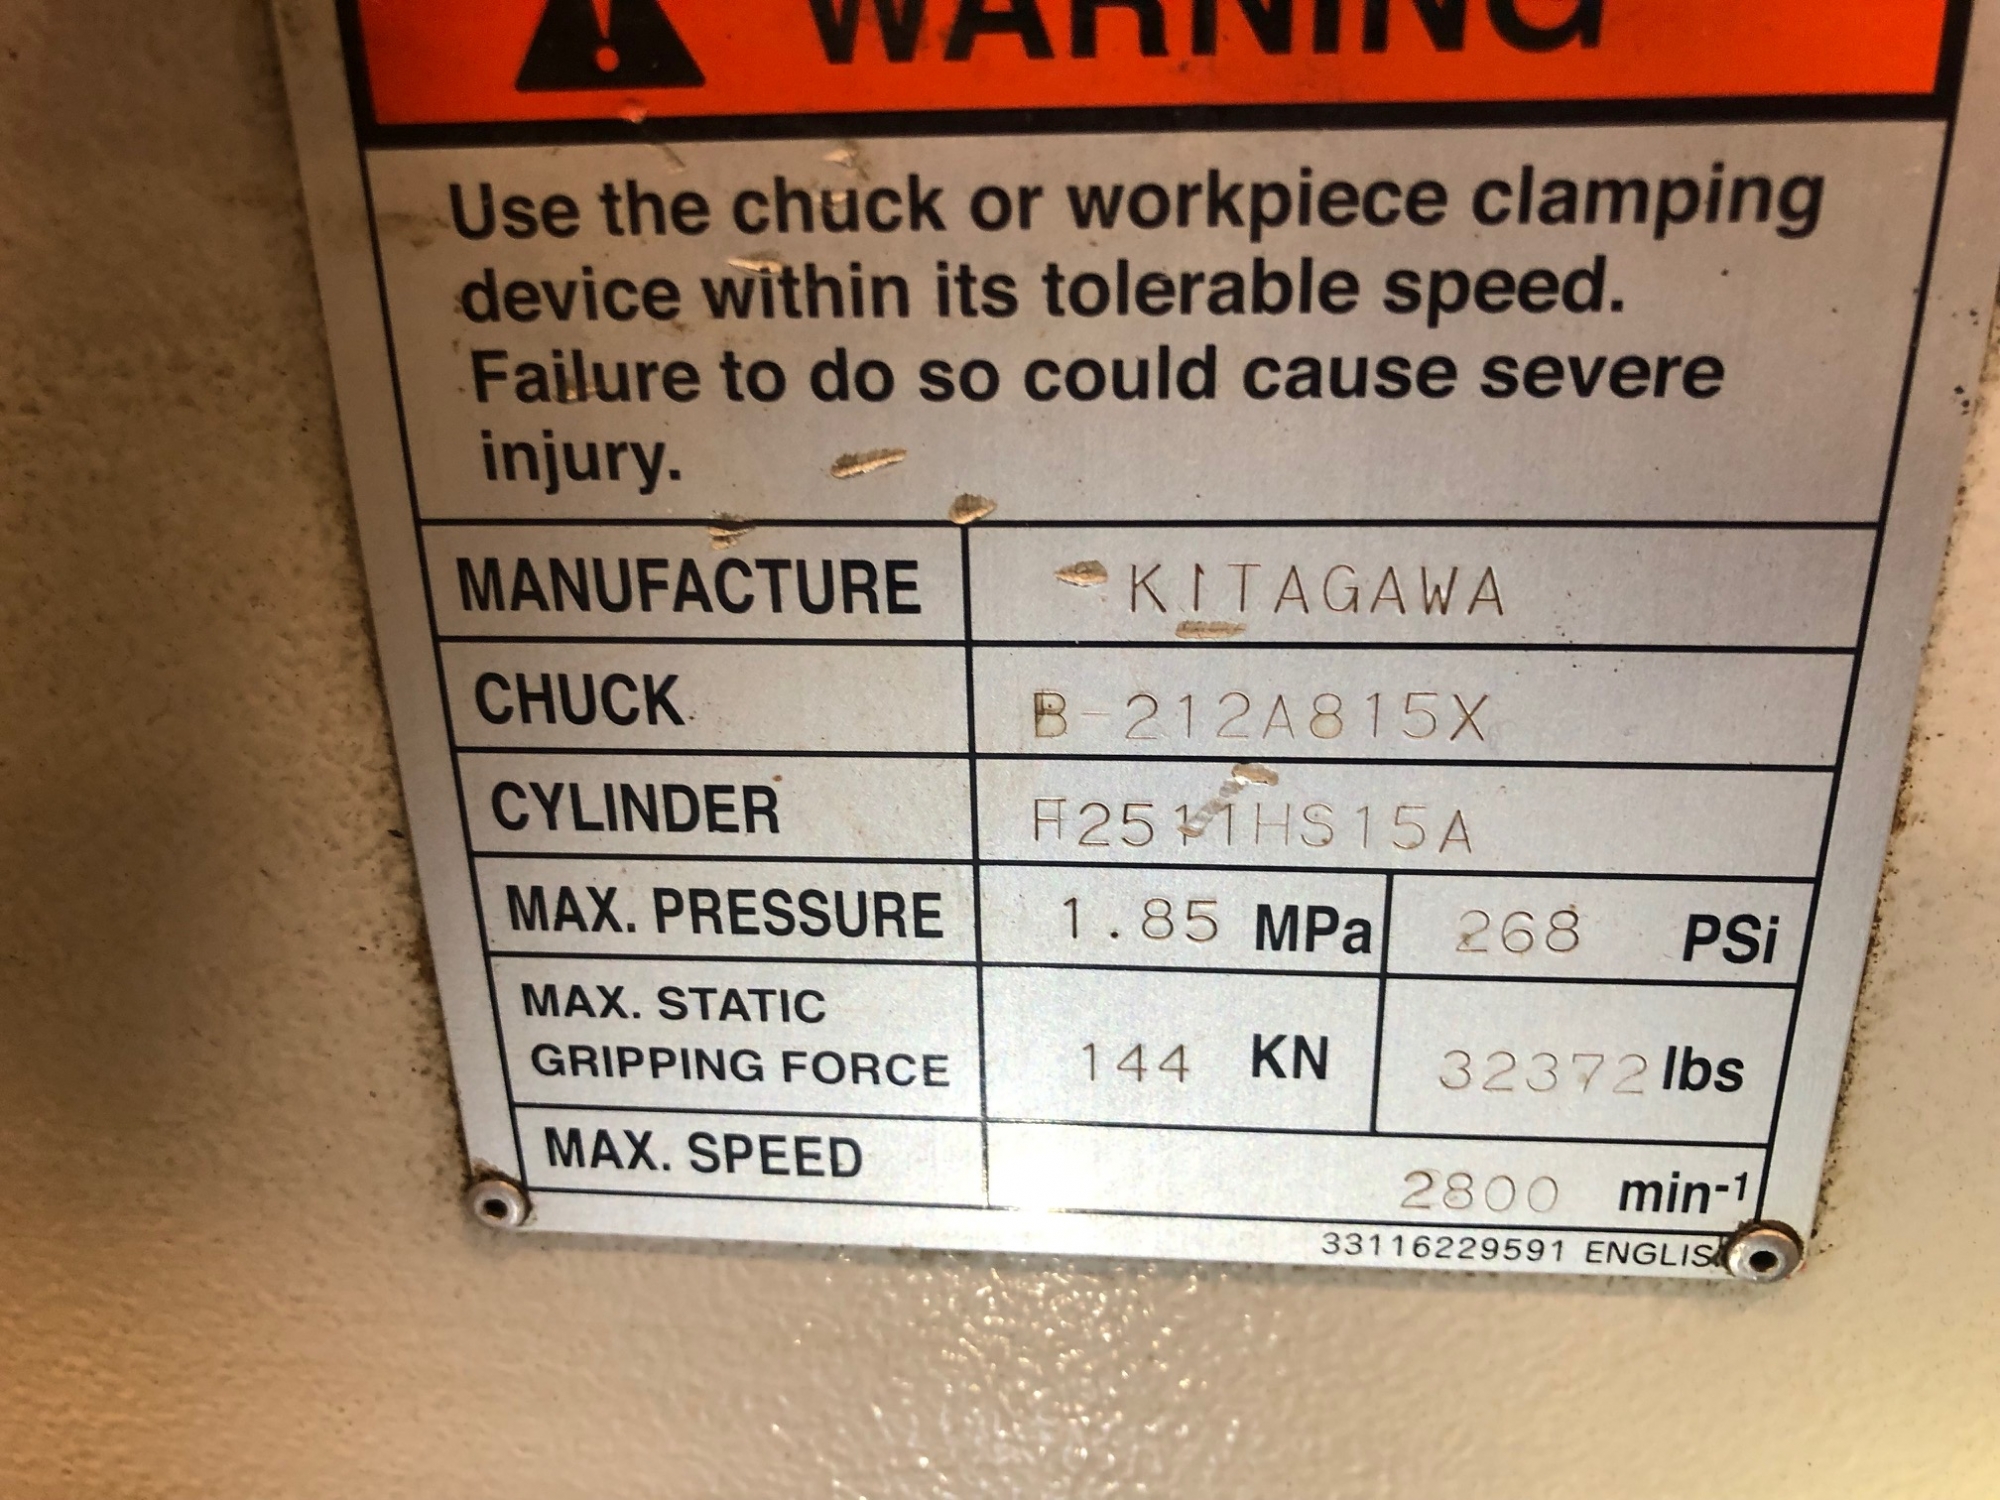 WARNING
Use the chuck or workpiece clamping
device within its tolerable speed.
Failure to do so could cause severe
injury.
MANUFACTURE KITAGAWA
CHUCK B-212A815X
CYLINDER F2511HS15A
MAX. PRESSURE 1.85 MPa 268 PSi
MAX. STATIC
GRIPPING FORCE 144 KN 32372 lbs
MAX. SPEED 2800 min-1
33116229591 ENGLIS